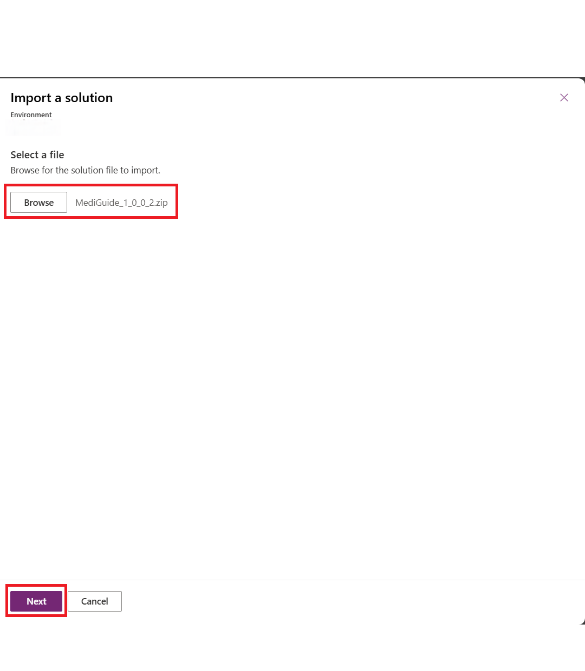 Import a solution
Environment
Select a file
Browse for the solution file to import.
Browse MediGuide_1_0_0_2.zip
Next Cancel